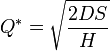 Q* = √(2DS/H)